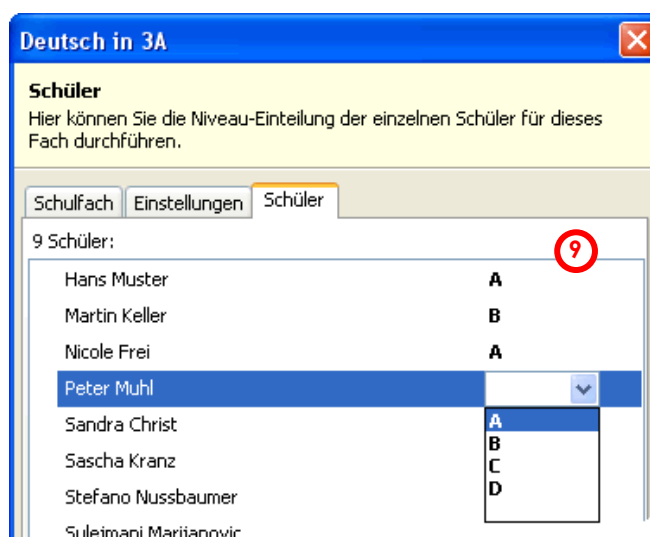 Deutsch in 3A
Schüler
Hier können Sie die Niveau-Einteilung der einzelnen Schüler für dieses
Fach durchführen.
Schulfach Einstellungen Schüler
9 Schüler:
9
Hans Muster A
Martin Keller B
Nicole Frei A
Peter Muhl
Sandra Christ A
Sascha Kranz B
C
Stefano Nussbaumer D
Sulejmani Marijanovic